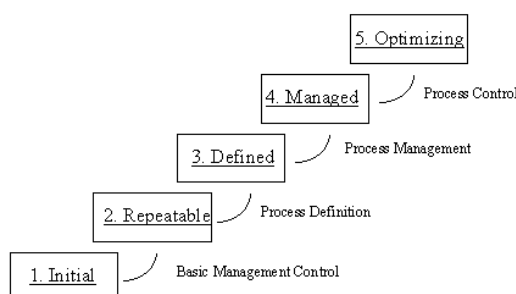 5. Optimizing
4. Managed
Process Control
3. Defined
Process Management
2. Repeatable
Process Definition
1. Initial
Basic Management Control